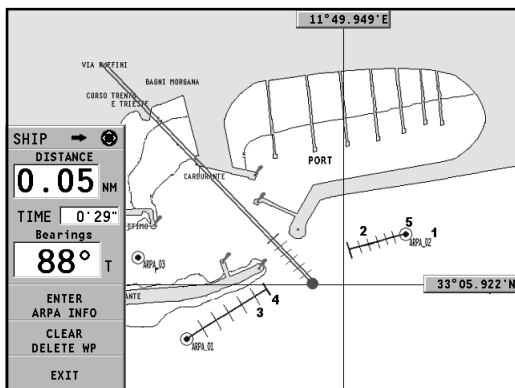 11°49.949'E
VIA RUFFINI
BAGNI MORGANA
CORSO TRENTO
E TRIESTE
SHIP
DISTANCE
0.05 NM
TIME 0'29"
Bearings
88° T
ENTER
ARPA INFO
CLEAR
DELETE WP
EXIT
PORT
CARBURANTE
ARPA_03
ANTE
2
5
1
ARPA_02
33°05.922'N
4
3
ARPA_01